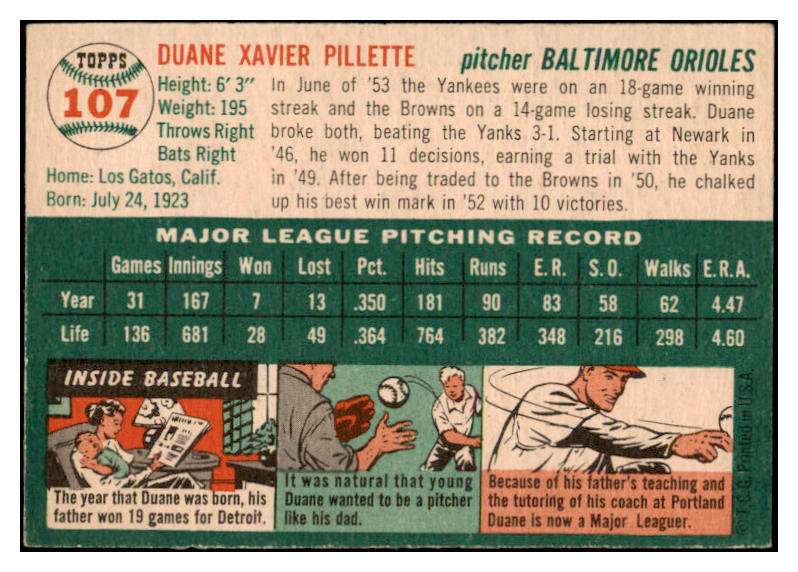 TOPPS
107
DUANE XAVIER PILLETTE
pitcher BALTIMORE ORIOLES
Height: 6' 3"
Weight: 195
Throws Right
Bats Right
Home: Los Gatos, Calif.
Born: July 24, 1923
In June of '53 the Yankees were on an 18-game winning
streak and the Browns on a 14-game losing streak. Duane
broke both, beating the Yanks 3-1. Starting at Newark in
'46, he won 11 decisions, earning a trial with the Yanks
in '49. After being traded to the Browns in '50, he chalked
up his best win mark in '52 with 10 victories.
MAJOR LEAGUE PITCHING RECORD
Games Innings Won Lost Pct. Hits Runs E.R. S.O. Walks E.R.A.
Year 31 167 7 13 .350 181 90 83 58 62 4.47
Life 136 681 28 49 .364 764 382 348 216 298 4.60
INSIDE BASEBALL
The year that Duane was born, his
father won 19 games for Detroit.
It was natural that young
Duane wanted to be a pitcher
like his dad.
Because of his father's teaching and
the tutoring of his coach at Portland
Duane is now a Major Leaguer.
© T.C.G. Printed in U.S.A.